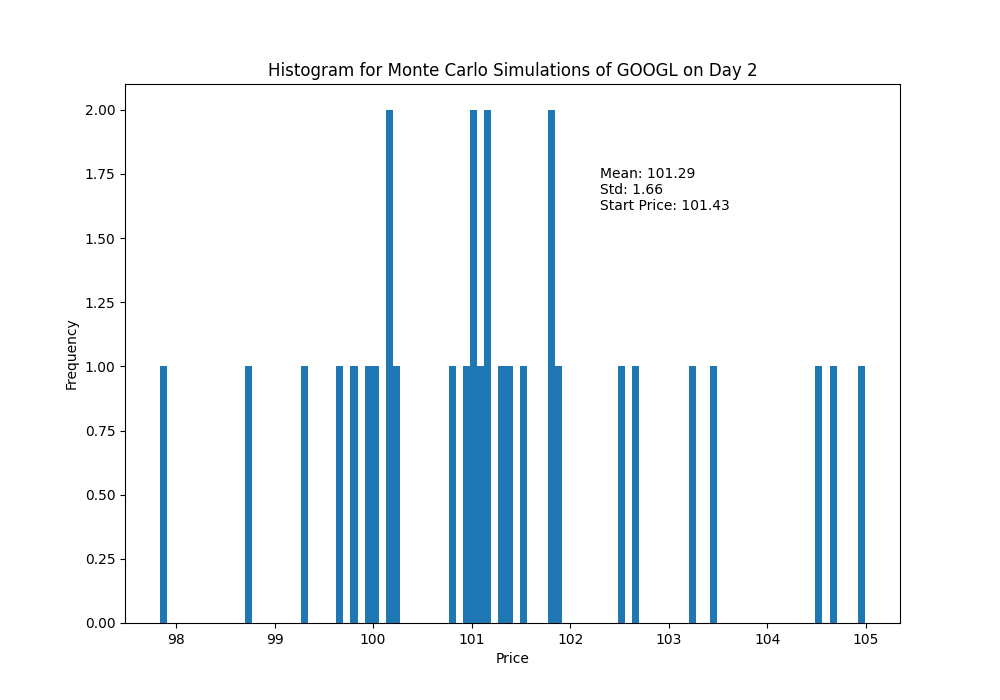 Histogram for Monte Carlo Simulations of GOOGL on Day 2
2.00
1.75
1.50
1.25
1.00
0.75
0.50
0.25
0.00
Frequency
Mean: 101.29
Std: 1.66
Start Price: 101.43
98 99 100 101 102 103 104 105
Price